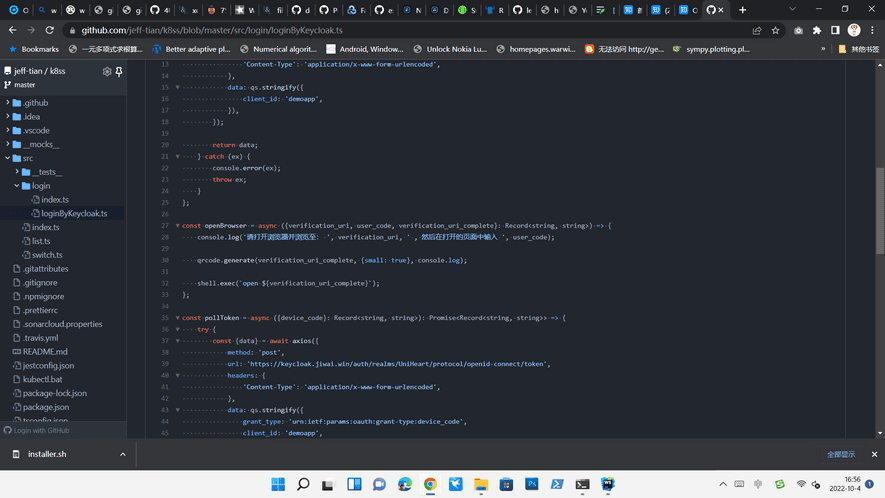 github.com/jeff-tian/k8ss/blob/master/src/login/loginByKeycloak.ts
Bookmarks
一元多项式求根算...
Better adaptive pl...
Numerical algorit...
Android, Window...
Unlock Nokia Lu...
homepages.warwi...
无法访问 http://ge...
sympy.plotting.pl...
»
其他书签
jeff-tian / k8ss
master
.github
.idea
.vscode
__mocks__
src
__tests__
login
index.ts
loginByKeycloak.ts
index.ts
list.ts
switch.ts
.gitattributes
.gitignore
.npmignore
.prettierrc
.sonarcloud.properties
.travis.yml
README.md
jestconfig.json
kubectl.bat
package-lock.json
package.json
tsconfig.json
Login with GitHub
13 'Content-Type': 'application/x-www-form-urlencoded',
14 },
15 data: qs.stringify({
16 client_id: 'demoapp',
17 }),
18 });
19
20 return data;
21 } catch (ex) {
22 console.error(ex);
23 throw ex;
24 }
25 };
26
27 const openBrowser = async ({verification_uri, user_code, verification_uri_complete}: Record<string, string>) => {
28 console.log('请打开浏览器并浏览至: ', verification_uri, ' , 然后在打开的页面中输入 ', user_code);
29
30 qrcode.generate(verification_uri_complete, {small: true}, console.log);
31
32 shell.exec(`open ${verification_uri_complete}`);
33 };
34
35 const pollToken = async ({device_code}: Record<string, string>): Promise<Record<string, string>> => {
36 try {
37 const {data} = await axios({
38 method: 'post',
39 url: 'https://keycloak.jiwai.win/auth/realms/UniHeart/protocol/openid-connect/token',
40 headers: {
41 'Content-Type': 'application/x-www-form-urlencoded',
42 },
43 data: qs.stringify({
44 grant_type: 'urn:ietf:params:oauth:grant-type:device_code',
45 client_id: 'demoapp',
installer.sh
全部显示
16:56
2022-10-4